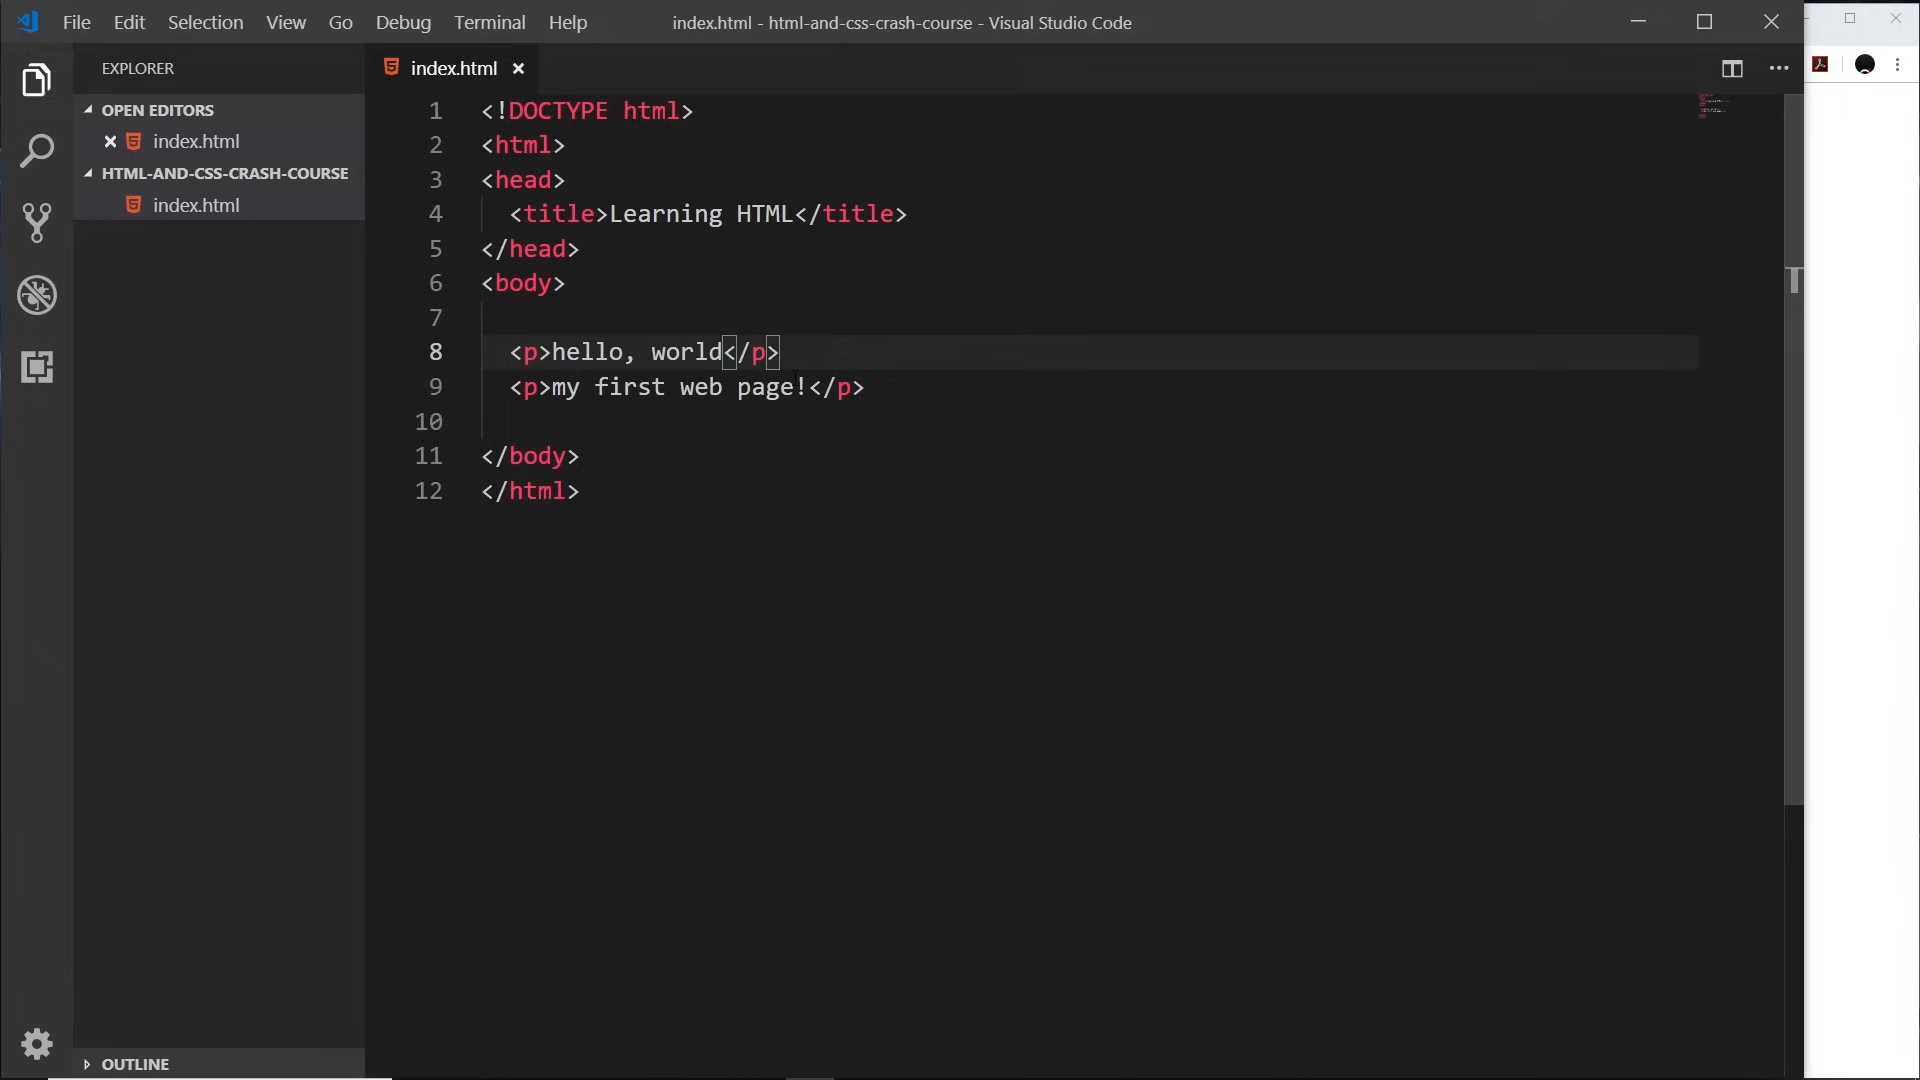 File Edit Selection View Go Debug Terminal Help index.html - html-and-css-crash-course - Visual Studio Code
EXPLORER
OPEN EDITORS
index.html
HTML-AND-CSS-CRASH-COURSE
index.html
OUTLINE
index.html
1 <!DOCTYPE html>
2 <html>
3 <head>
4 <title>Learning HTML</title>
5 </head>
6 <body>
7
8 <p>hello, world</p>
9 <p>my first web page!</p>
10
11 </body>
12 </html>